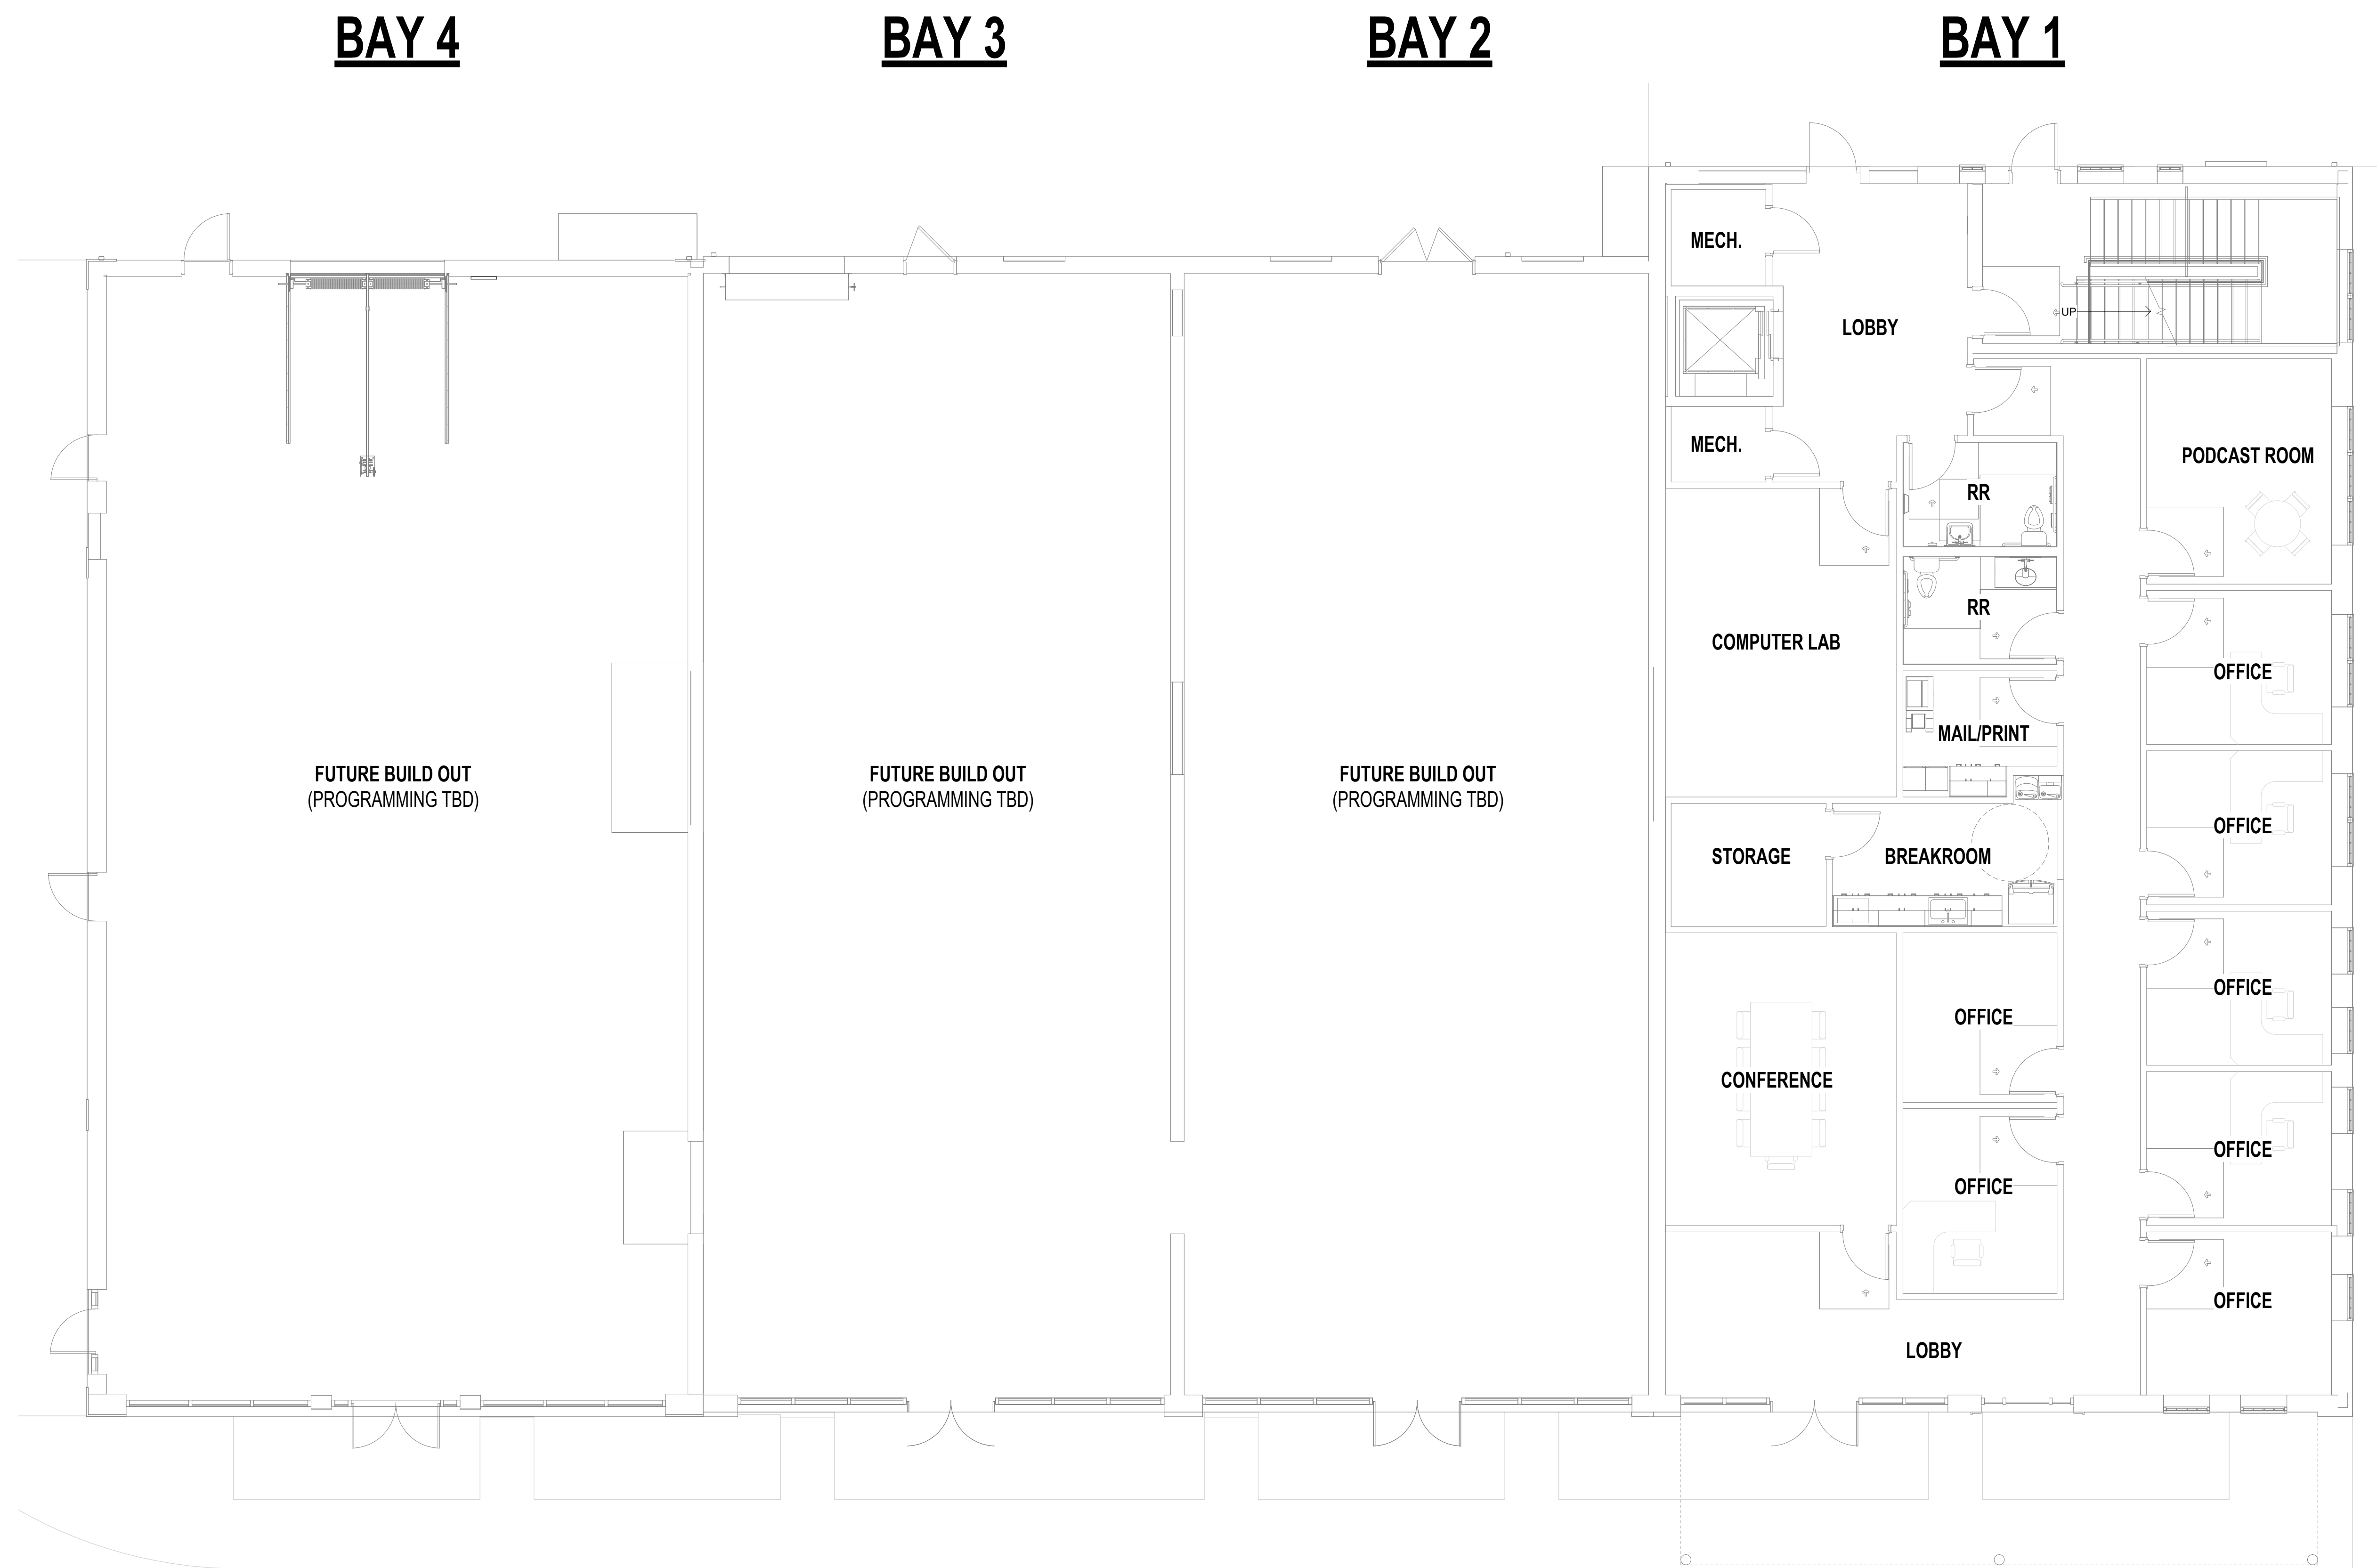 BAY 4
BAY 3
BAY 2
BAY 1
MECH.
UP
LOBBY
MECH.
PODCAST ROOM
RR
RR
COMPUTER LAB
OFFICE
MAIL/PRINT
FUTURE BUILD OUT
(PROGRAMMING TBD)
FUTURE BUILD OUT
(PROGRAMMING TBD)
FUTURE BUILD OUT
(PROGRAMMING TBD)
OFFICE
STORAGE
BREAKROOM
OFFICE
OFFICE
CONFERENCE
OFFICE
OFFICE
OFFICE
LOBBY